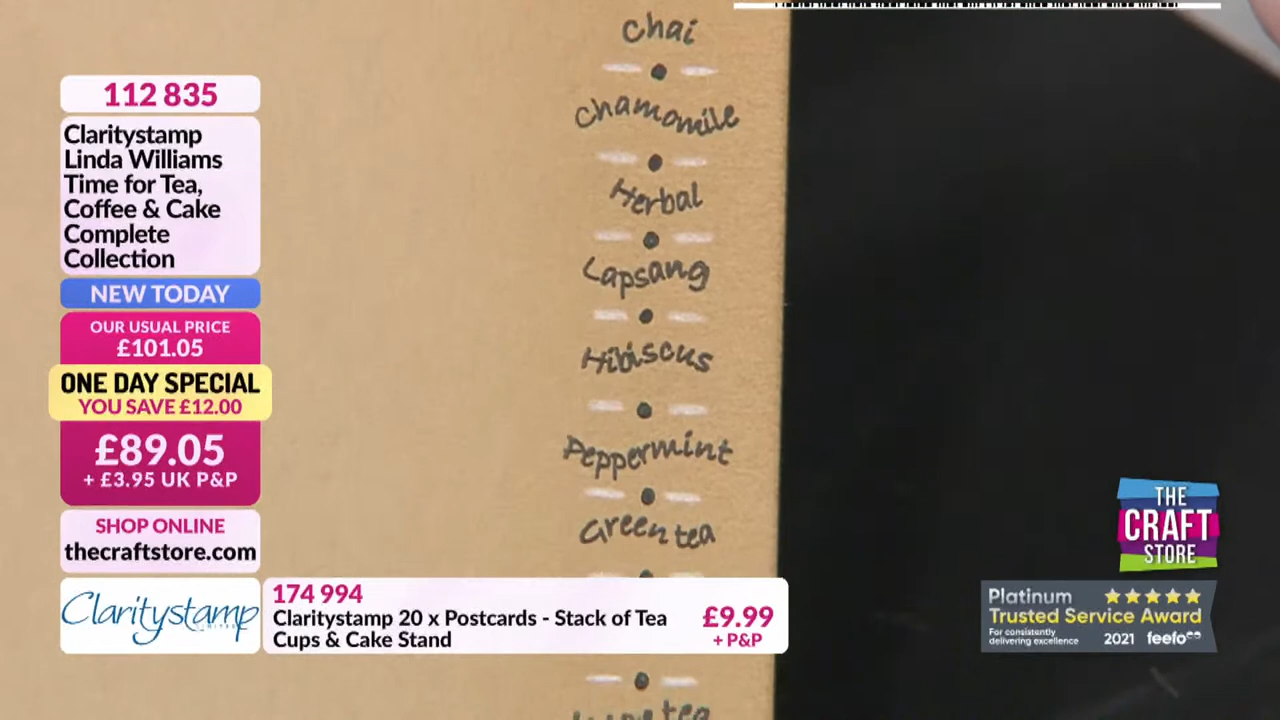 Chai
Chamomile
Herbal
Lapsang
Hibiscus
Peppermint
Green tea
tea
112 835
Claritystamp
Linda Williams
Time for Tea,
Coffee & Cake
Complete
Collection
NEW TODAY
OUR USUAL PRICE
£101.05
ONE DAY SPECIAL
YOU SAVE £12.00
£89.05
+ £3.95 UK P&P
SHOP ONLINE
thecraftstore.com
Claritystamp
LIMITED
174 994
Claritystamp 20 x Postcards - Stack of Tea
Cups & Cake Stand
£9.99
+ P&P
THE
CRAFT
STORE
Platinum
Trusted Service Award
For consistently
delivering excellence
2021 feefo